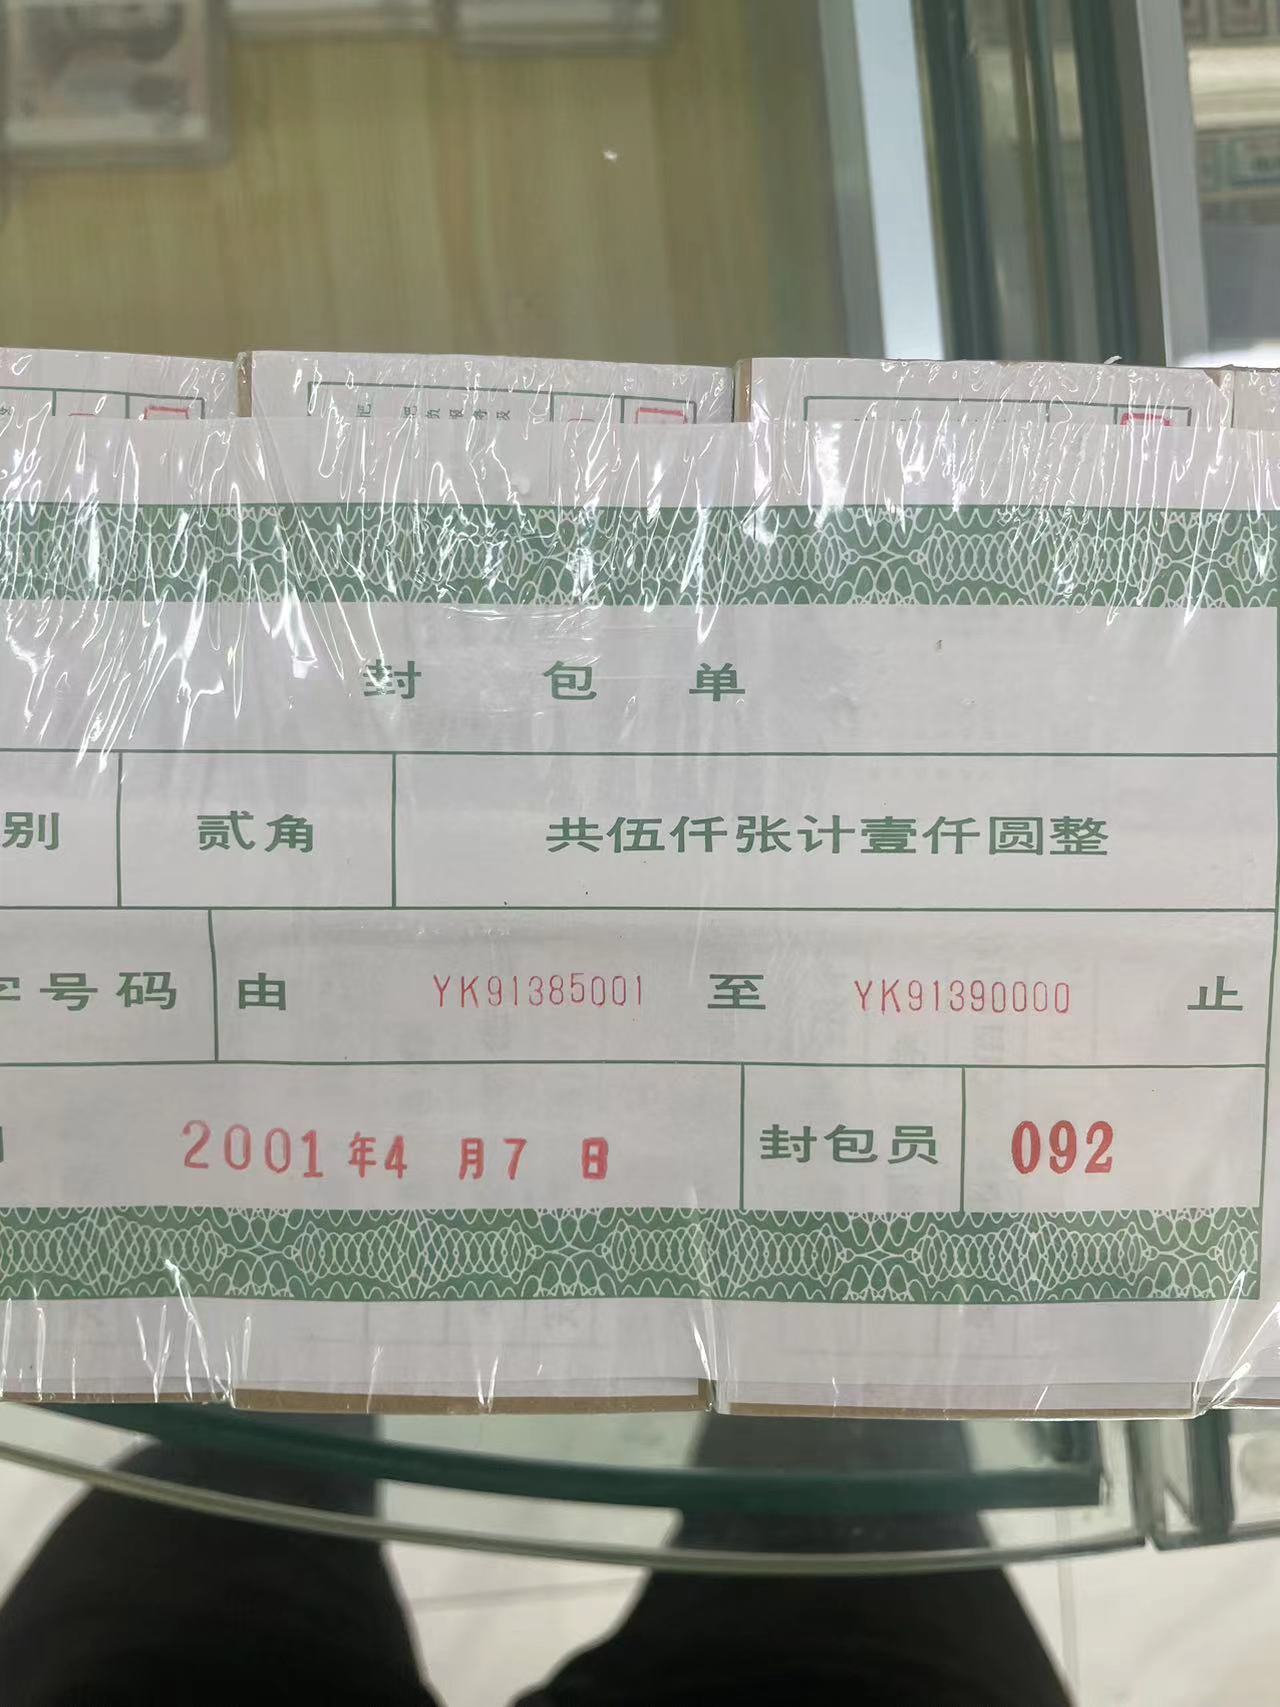 封包单
别 贰角 共伍仟张计壹仟圆整
字号码 由 YK91385001 至 YK91390000 止
2001年4月7日 封包员 092